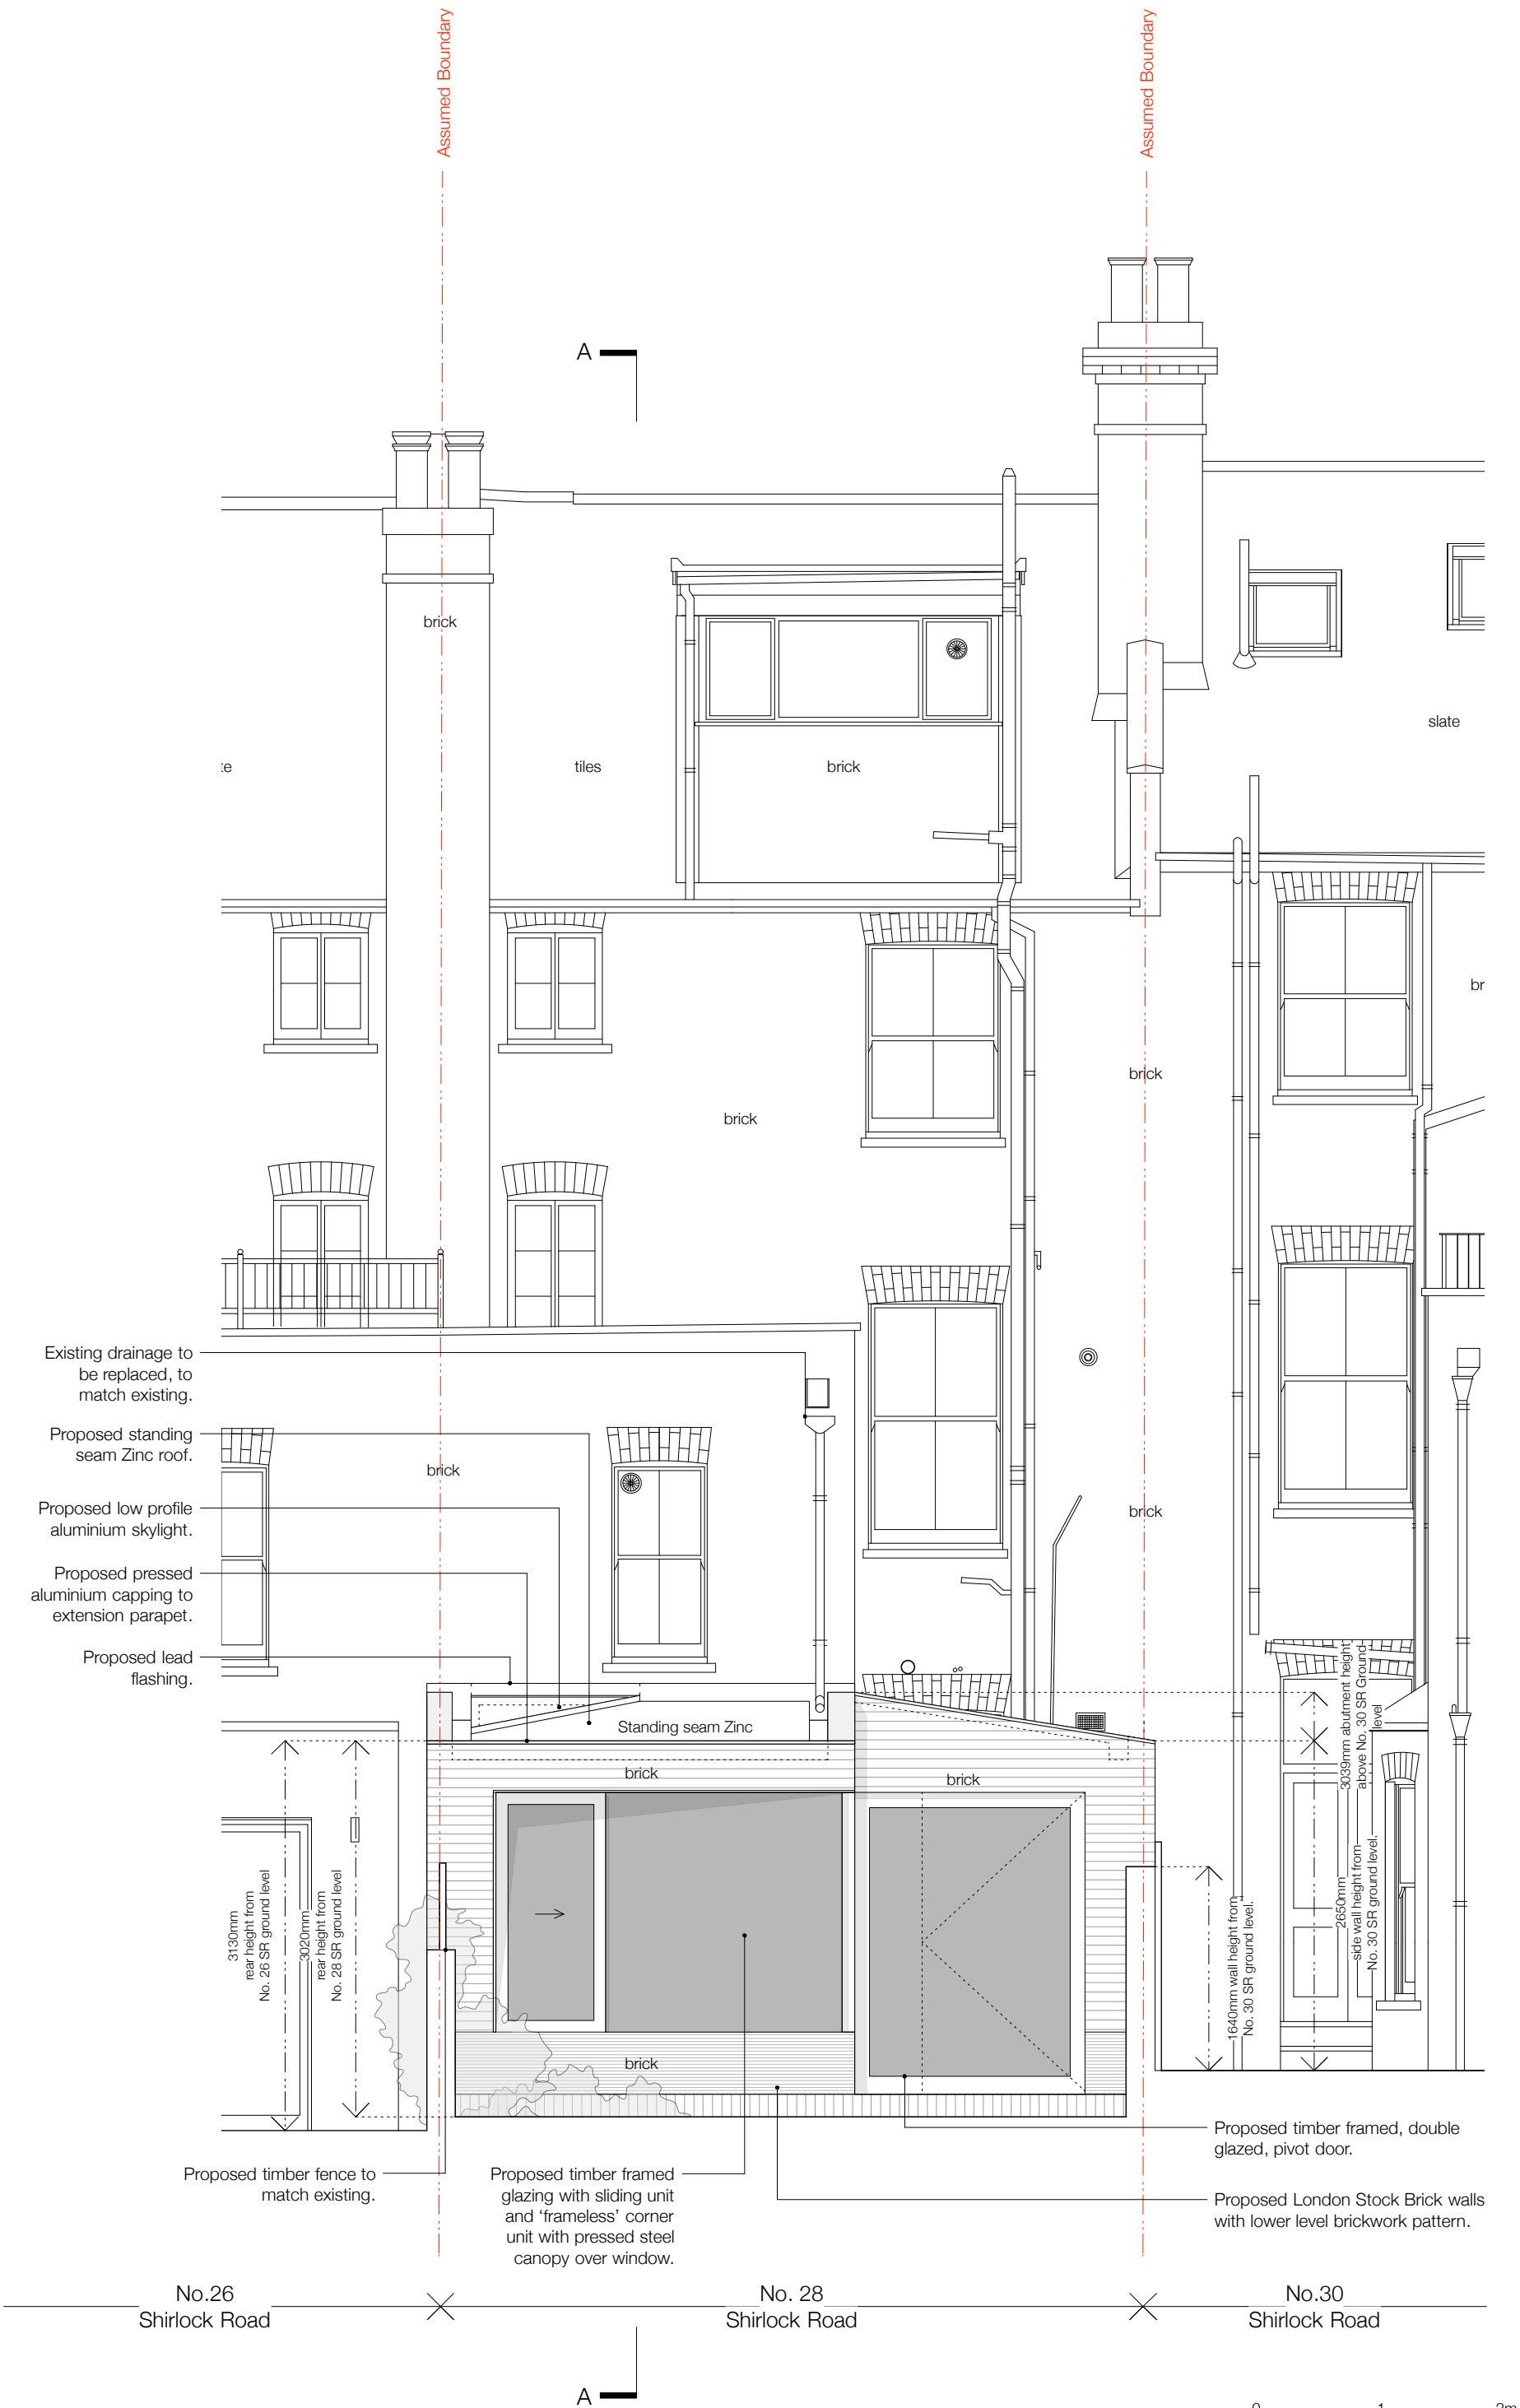 Assumed Boundary
Assumed Boundary
A
brick
slate
te
tiles
brick
br
brick
brick
Existing drainage to
be replaced, to
match existing.
Proposed standing
seam Zinc roof.
brick
Proposed low profile
aluminium skylight.
brick
Proposed pressed
aluminium capping to
extension parapet.
Proposed lead
flashing.
Standing seam Zinc
brick
brick
3039mm abutment height
above No. 30 SR Ground
level
3130mm
rear height from
No. 26 SR ground level
3020mm
rear height from
No. 28 SR ground level
1640mm wall height from
No. 30 SR ground level.
2650mm
side wall height from
No. 30 SR ground level.
brick
Proposed timber framed, double
glazed, pivot door.
Proposed timber fence to
match existing.
Proposed timber framed
glazing with sliding unit
and ‘frameless’ corner
unit with pressed steel
canopy over window.
Proposed London Stock Brick walls
with lower level brickwork pattern.
No.26
Shirlock Road
No. 28
Shirlock Road
No.30
Shirlock Road
A
0 1 2m